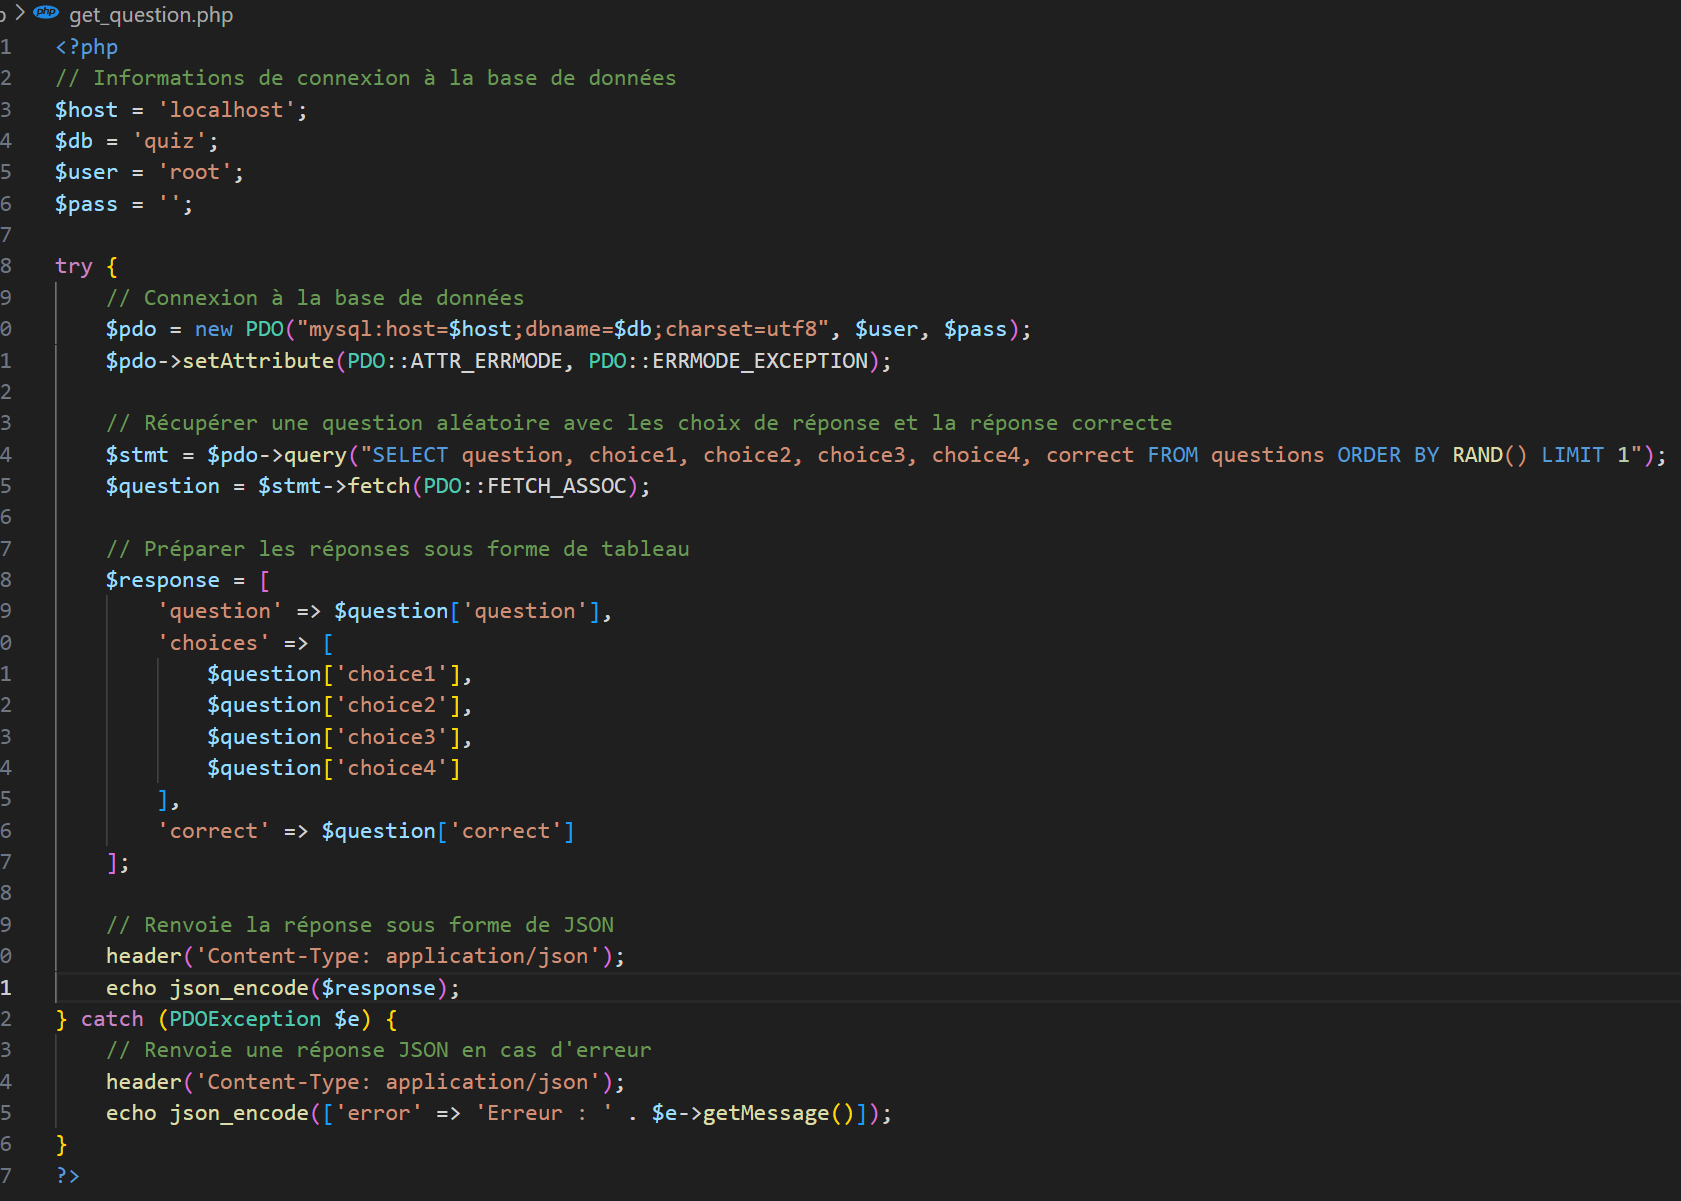 > php get_question.php
1 <?php
2 // Informations de connexion à la base de données
3 $host = 'localhost';
4 $db = 'quiz';
5 $user = 'root';
6 $pass = '';
7
8 try {
9 // Connexion à la base de données
0 $pdo = new PDO("mysql:host=$host;dbname=$db;charset=utf8", $user, $pass);
1 $pdo->setAttribute(PDO::ATTR_ERRMODE, PDO::ERRMODE_EXCEPTION);
2
3 // Récupérer une question aléatoire avec les choix de réponse et la réponse correcte
4 $stmt = $pdo->query("SELECT question, choice1, choice2, choice3, choice4, correct FROM questions ORDER BY RAND() LIMIT 1");
5 $question = $stmt->fetch(PDO::FETCH_ASSOC);
6
7 // Préparer les réponses sous forme de tableau
8 $response = [
9 'question' => $question['question'],
0 'choices' => [
1 $question['choice1'],
2 $question['choice2'],
3 $question['choice3'],
4 $question['choice4']
5 ],
6 'correct' => $question['correct']
7 ];
8
9 // Renvoie la réponse sous forme de JSON
0 header('Content-Type: application/json');
1 echo json_encode($response);
2 } catch (PDOException $e) {
3 // Renvoie une réponse JSON en cas d'erreur
4 header('Content-Type: application/json');
5 echo json_encode(['error' => 'Erreur : ' . $e->getMessage()]);
6 }
7 ?>